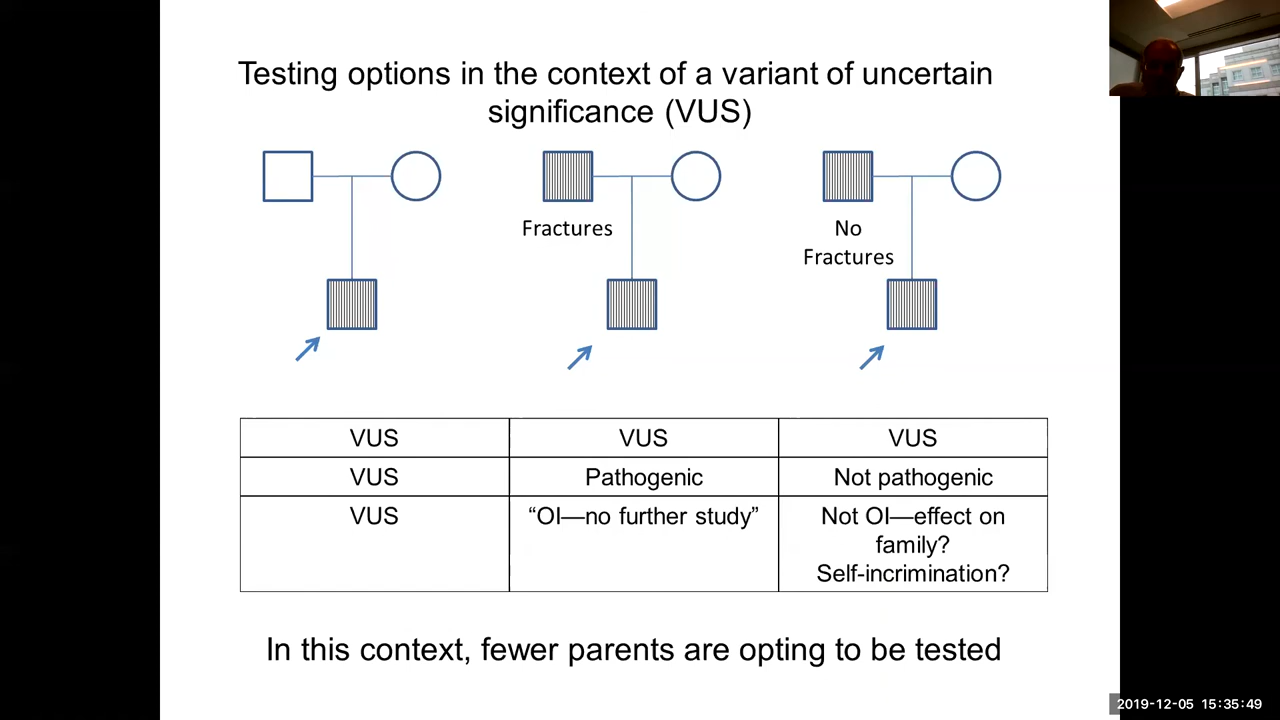 Testing options in the context of a variant of uncertain
significance (VUS)
Fractures
No
Fractures
VUS
VUS
VUS
VUS
Pathogenic
Not pathogenic
VUS
“OI—no further study”
Not OI—effect on
family?
Self-incrimination?
In this context, fewer parents are opting to be tested
2019-12-05 15:35:49